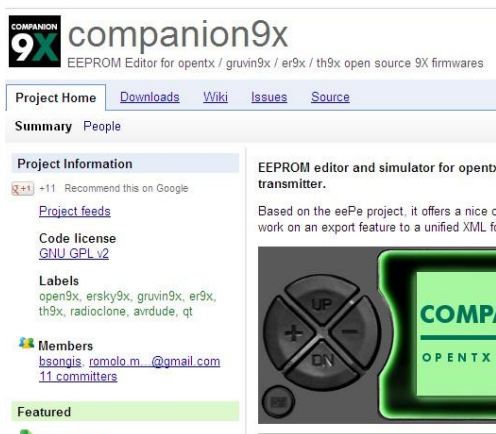 COMPANION
9X
companion9x
EEPROM Editor for opentx / gruvin9x / er9x / th9x open source 9X firmwares
Project Home Downloads Wiki Issues Source
Summary People
Project Information
+1 +11 Recommend this on Google
Project feeds
Code license
GNU GPL v2
Labels
open9x, ersky9x, gruvin9x, er9x,
th9x, radioclone, avrdude, qt
Members
bsongis, romolo.m...@gmail.com
11 committers
Featured
EEPROM editor and simulator for opentx
transmitter.
Based on the eePe project, it offers a nice
work on an export feature to a unified XML
UP
+ -
DN
COMPA
OPENTX